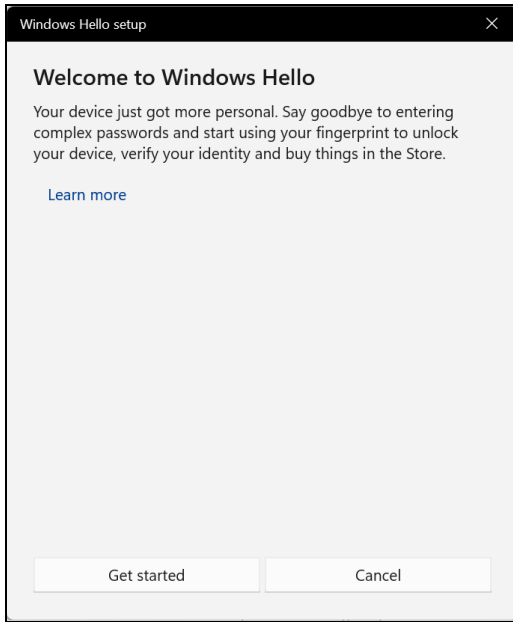 Windows Hello setup
Welcome to Windows Hello
Your device just got more personal. Say goodbye to entering
complex passwords and start using your fingerprint to unlock
your device, verify your identity and buy things in the Store.
Learn more
Get started
Cancel